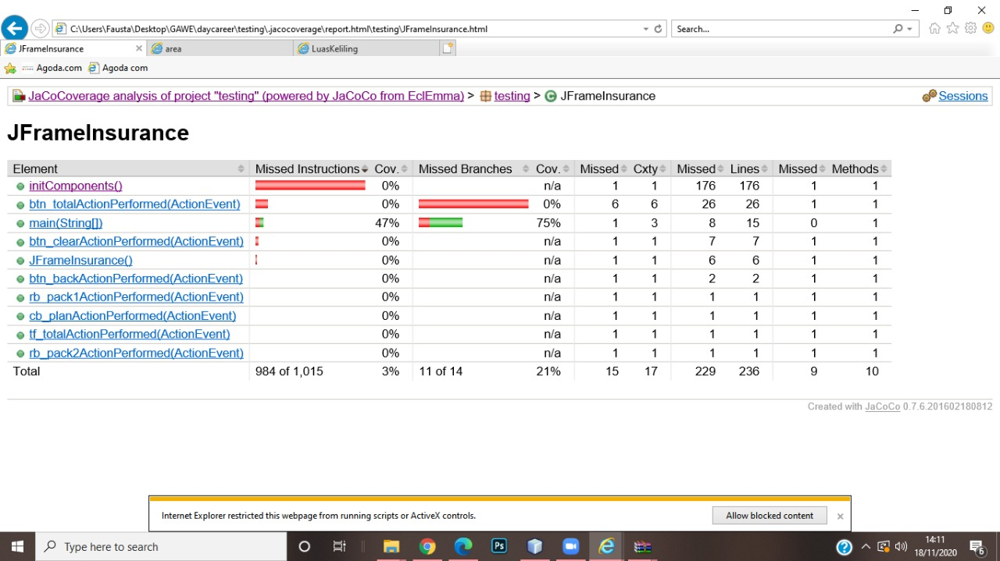 C:\Users\Fausta\Desktop\GAWE\daycareer\testing\.jacocoverage\report.html\testing\JFrameInsurance.html Search...
JFrameInsurance area LuasKeliling
Agoda.com Agoda com
JaCoCoverage analysis of project "testing" (powered by JaCoCo from EclEmma) > testing > JFrameInsurance Sessions
JFrameInsurance
Element Missed Instructions Cov. Missed Branches Cov. Missed Cxty Missed Lines Missed Methods
initComponents() 0% n/a 1 1 176 176 1 1
btn_totalActionPerformed(ActionEvent) 0% 0% 6 6 26 26 1 1
main(String[]) 47% 75% 1 3 8 15 0 1
btn_clearActionPerformed(ActionEvent) 0% n/a 1 1 7 7 1 1
JFrameInsurance() 0% n/a 1 1 6 6 1 1
btn_backActionPerformed(ActionEvent) 0% n/a 1 1 2 2 1 1
rb_pack1ActionPerformed(ActionEvent) 0% n/a 1 1 1 1 1 1
cb_planActionPerformed(ActionEvent) 0% n/a 1 1 1 1 1 1
tf_totalActionPerformed(ActionEvent) 0% n/a 1 1 1 1 1 1
rb_pack2ActionPerformed(ActionEvent) 0% n/a 1 1 1 1 1 1
Total 984 of 1,015 3% 11 of 14 21% 15 17 229 236 9 10
Created with JaCoCo 0.7.6.201602180812
Internet Explorer restricted this webpage from running scripts or ActiveX controls. Allow blocked content
Type here to search Ps 14:11
18/11/2020 6